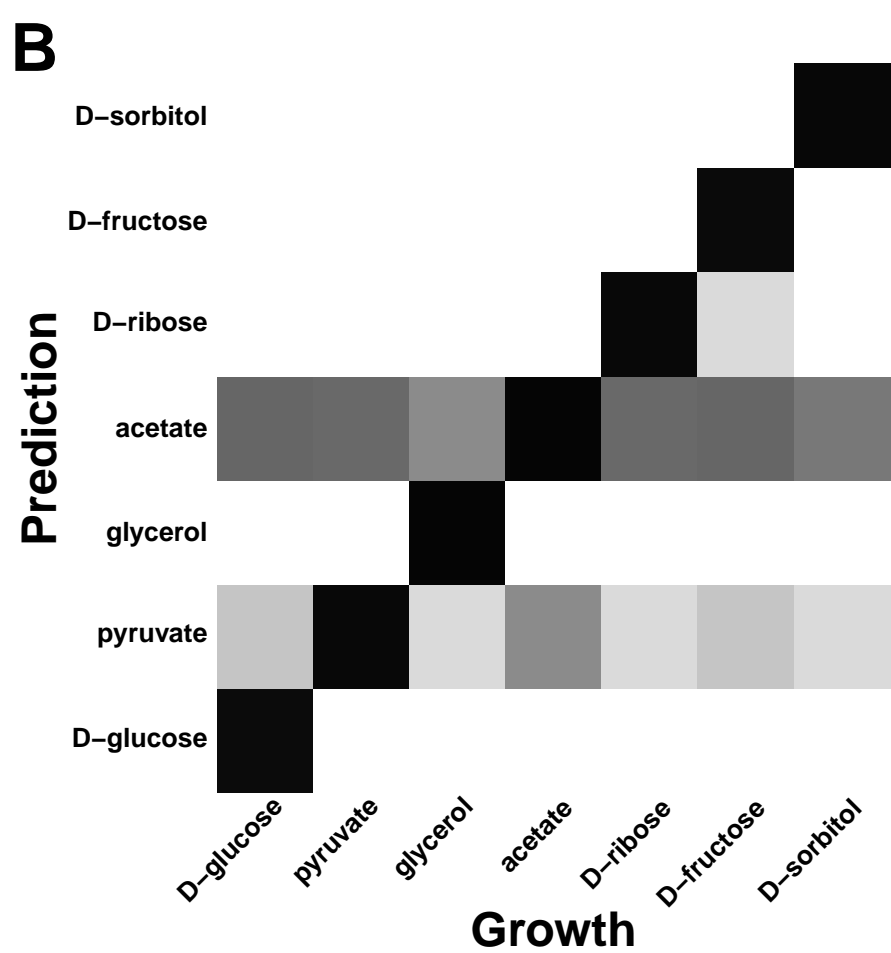 B
D−sorbitol
D−fructose
D−ribose
acetate
glycerol
pyruvate
D−glucose
Prediction
D−glucose
pyruvate
glycerol
acetate
D−ribose
D−fructose
D−sorbitol
Growth